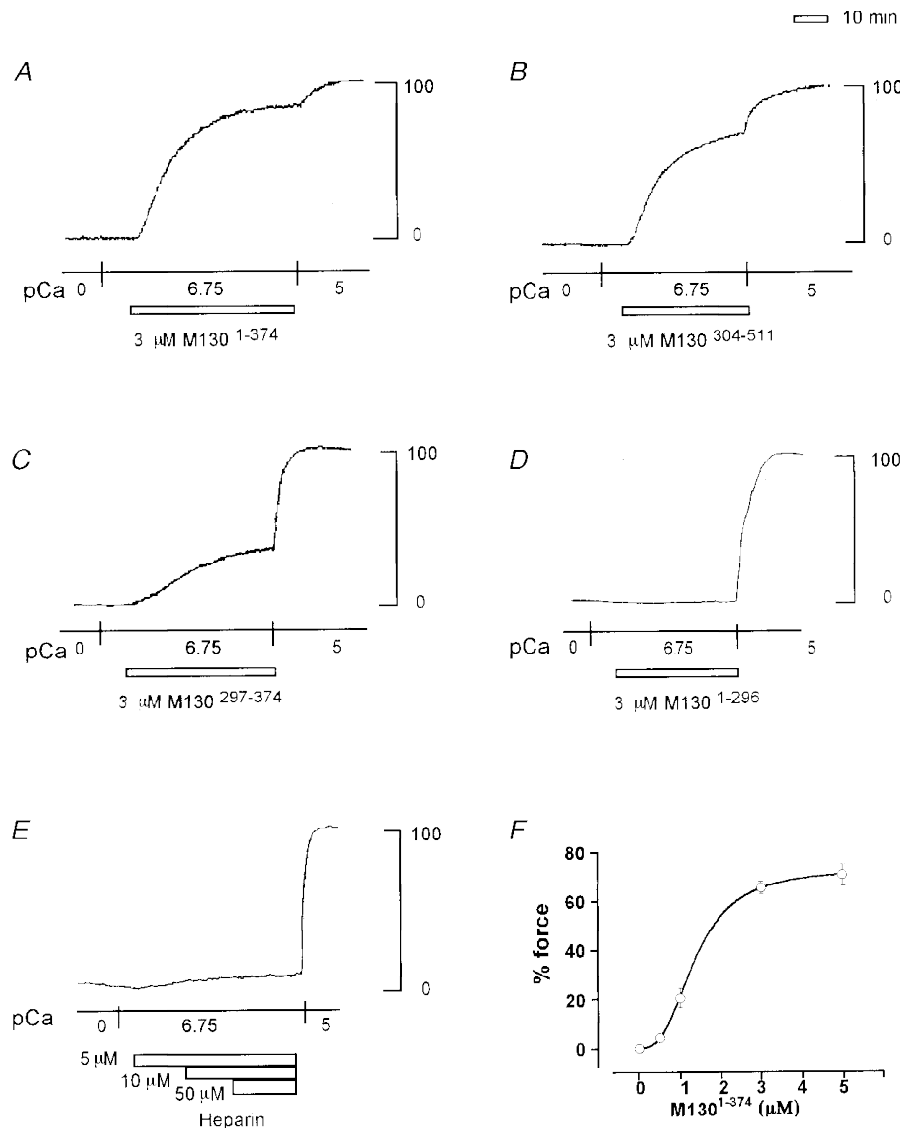 10 min
A
100
0
pCa 0 6.75 5
3 μM M130 1-374
B
100
0
pCa 0 6.75 5
3 μM M130 304-511
C
100
0
pCa 0 6.75 5
3 μM M130 297-374
D
100
0
pCa 0 675 5
3 μM M130 1-296
E
100
0
pCa 0 6.75 5
5 μM
10 μM
50 μM
Heparin
F
80
60
40
20
0
% force
0 1 2 3 4 5
M130 1-374 (μM)